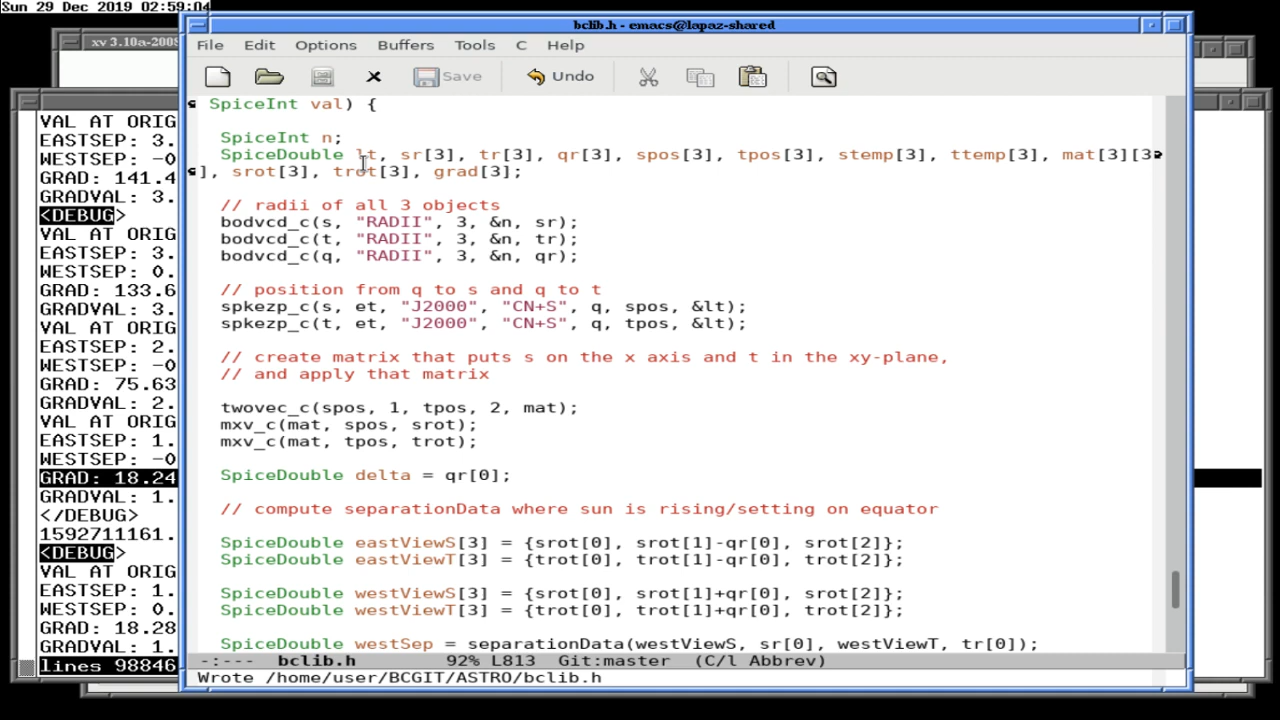 Sun 29 Dec 2019 02:59:04
xv 3.10a-2008
bclib.h - emacs@lapaz-shared
File Edit Options Buffers Tools C Help
Save Undo
VAL AT ORIG
EASTSEP: 3.
WESTSEP: -0
GRAD: 141.4
GRADVAL: 3.
<DEBUG>
VAL AT ORIG
EASTSEP: 3.
WESTSEP: 0.
GRAD: 133.6
GRADVAL: 3.
VAL AT ORIG
EASTSEP: 2.
WESTSEP: -0
GRAD: 75.63
GRADVAL: 2.
VAL AT ORIG
EASTSEP: 1.
WESTSEP: -0
GRAD: 18.24
GRADVAL: 1.
</DEBUG>
1592711161.
<DEBUG>
VAL AT ORIG
EASTSEP: 1.
WESTSEP: 0.
GRAD: 18.28
GRADVAL: 1.
lines 98846
SpiceInt val) {
SpiceInt n;
SpiceDouble lt, sr[3], tr[3], qr[3], spos[3], tpos[3], stemp[3], ttemp[3], mat[3][3
], srot[3], trot[3], grad[3];
// radii of all 3 objects
bodvcd_c(s, "RADII", 3, &n, sr);
bodvcd_c(t, "RADII", 3, &n, tr);
bodvcd_c(q, "RADII", 3, &n, qr);
// position from q to s and q to t
spkezp_c(s, et, "J2000", "CN+S", q, spos, &lt);
spkezp_c(t, et, "J2000", "CN+S", q, tpos, &lt);
// create matrix that puts s on the x axis and t in the xy-plane,
// and apply that matrix
twovec_c(spos, 1, tpos, 2, mat);
mxv_c(mat, spos, srot);
mxv_c(mat, tpos, trot);
SpiceDouble delta = qr[0];
// compute separationData where sun is rising/setting on equator
SpiceDouble eastViewS[3] = {srot[0], srot[1]-qr[0], srot[2]};
SpiceDouble eastViewT[3] = {trot[0], trot[1]-qr[0], trot[2]};
SpiceDouble westViewS[3] = {srot[0], srot[1]+qr[0], srot[2]};
SpiceDouble westViewT[3] = {trot[0], trot[1]+qr[0], trot[2]};
SpiceDouble westSep = separationData(westViewS, sr[0], westViewT, tr[0]);
-:--- bclib.h 92% L813 Git:master (C/l Abbrev)
Wrote /home/user/BCGIT/ASTRO/bclib.h